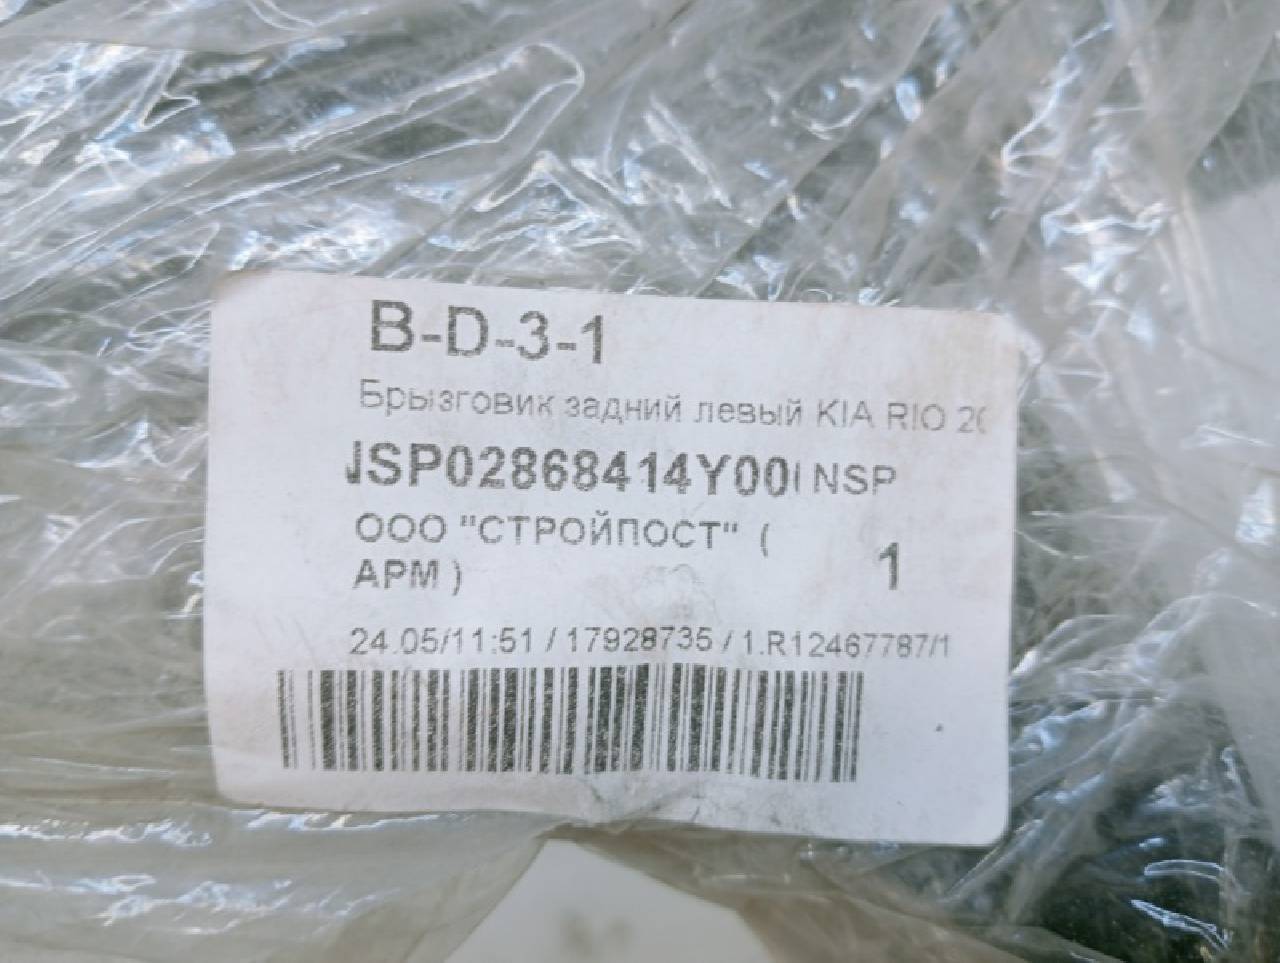 B-D-3-1
Брызговик задний левый KIA RIO
NSP
ООО "СТРОЙПОСТ" (
АРМ ) 1
24.05/11:51 / 17928735 / 1.R12467787/1